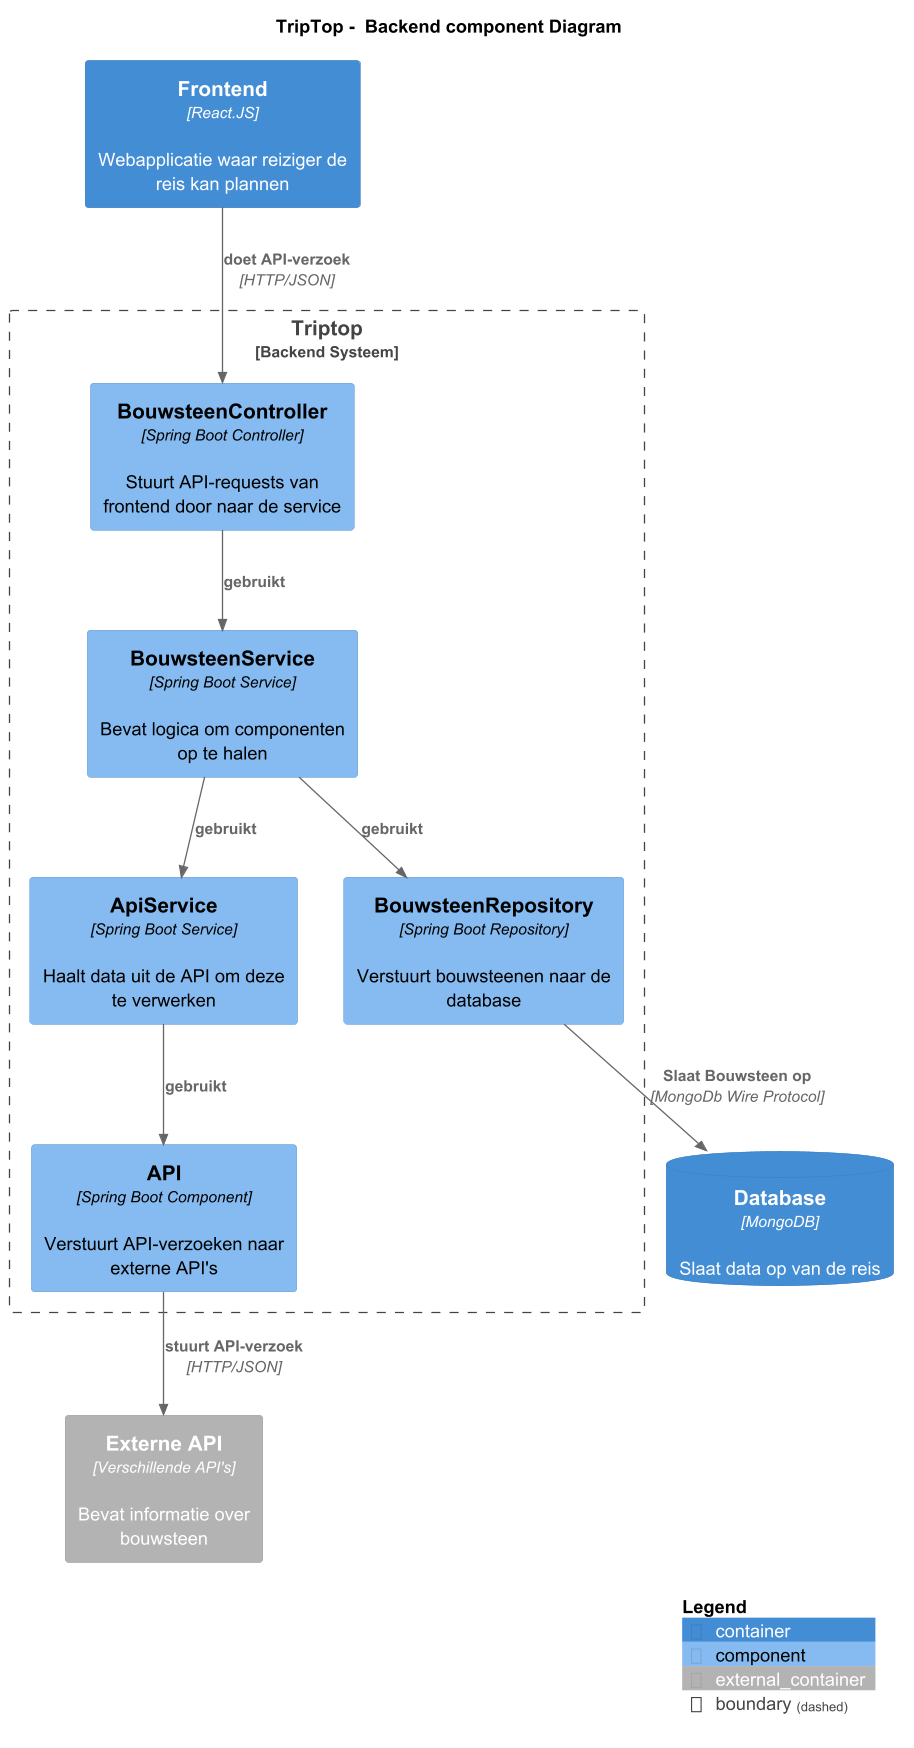 TripTop -  Backend component Diagram
Frontend
[React.JS]
Webapplicatie waar reiziger de
reis kan plannen
doet API-verzoek
[HTTP/JSON]
Triptop
[Backend Systeem]
BouwsteenController
[Spring Boot Controller]
Stuurt API-requests van
frontend door naar de service
gebruikt
BouwsteenService
[Spring Boot Service]
Bevat logica om componenten
op te halen
gebruikt
gebruikt
ApiService
[Spring Boot Service]
Haalt data uit de API om deze
te verwerken
BouwsteenRepository
[Spring Boot Repository]
Verstuurt bouwsteenen naar de
database
gebruikt
Slaat Bouwsteen op
[MongoDb Wire Protocol]
API
[Spring Boot Component]
Verstuurt API-verzoeken naar
externe API's
Database
[MongoDB]
Slaat data op van de reis
stuurt API-verzoek
[HTTP/JSON]
Externe API
[Verschillende API's]
Bevat informatie over
bouwsteen
Legend
container
component
external_container
boundary (dashed)